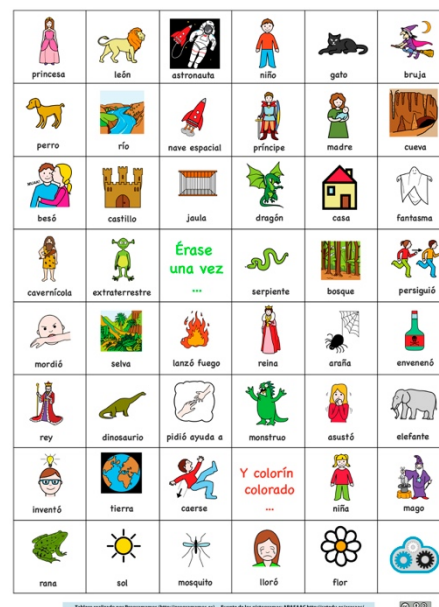 princesa
león
astronauta
niño
gato
bruja
perro
río
nave espacial
príncipe
madre
cueva
besó
castillo
jaula
dragón
casa
fantasma
cavernícola
extraterrestre
Érase
una vez
...
serpiente
bosque
persiguió
mordió
selva
lanzó fuego
reina
araña
envenenó
rey
dinosaurio
pidió ayuda a
monstruo
asustó
elefante
inventó
tierra
caerse
Y colorín
colorado
...
niña
mago
rana
sol
mosquito
lloró
flor